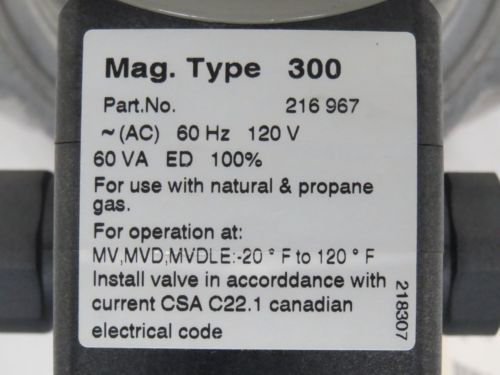 Mag. Type 300
Part.No. 216 967
~(AC) 60 Hz 120 V
60 VA ED 100%
For use with natural & propane
gas.
For operation at:
MV,MVD,MVDLE:-20 ° F to 120 ° F
Install valve in accorddance with
current CSA C22.1 canadian
electrical code
218307